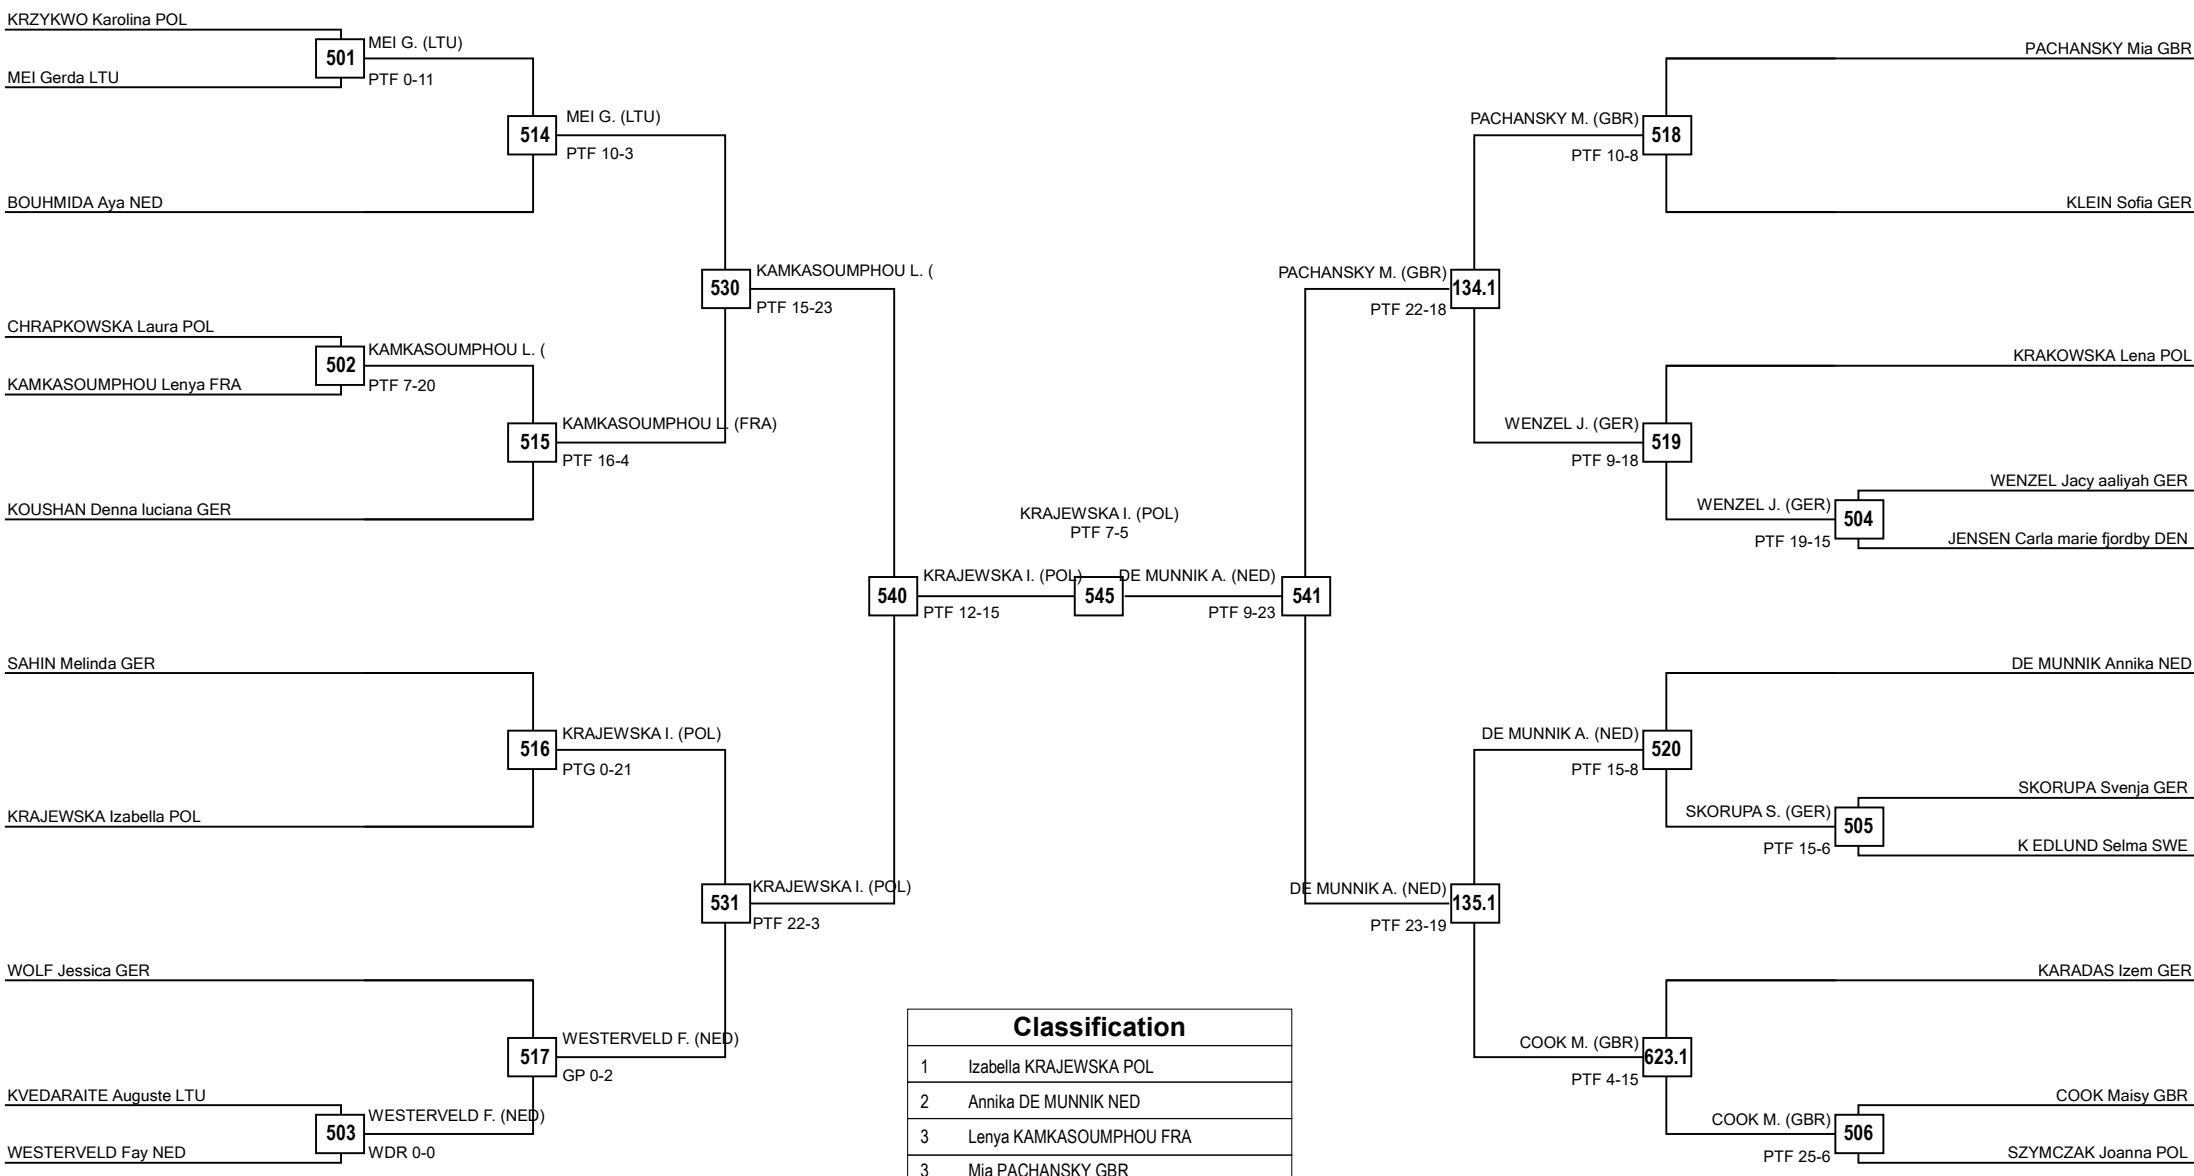 KRZYKWO Karolina POL
501
MEI G. (LTU)
PTF 0-11
MEI Gerda LTU
514
MEI G. (LTU)
PTF 10-3
BOUHMIDA Aya NED
530
KAMKASOUMPHOU L. (
PTF 15-23
CHRAPKOWSKA Laura POL
502
KAMKASOUMPHOU L. (
PTF 7-20
KAMKASOUMPHOU Lenya FRA
515
KAMKASOUMPHOU L. (FRA)
PTF 16-4
KOUSHAN Denna luciana GER
540
KRAJEWSKA I. (POL)
PTF 12-15
SAHIN Melinda GER
516
KRAJEWSKA I. (POL)
PTG 0-21
KRAJEWSKA Izabella POL
531
KRAJEWSKA I. (POL)
PTF 22-3
WOLF Jessica GER
517
WESTERVELD F. (NED)
GP 0-2
KVEDARAITE Auguste LTU
503
WESTERVELD F. (NED)
WDR 0-0
WESTERVELD Fay NED
KRAJEWSKA I. (POL)
PTF 7-5
545
PACHANSKY Mia GBR
PACHANSKY M. (GBR)
518
PTF 10-8
KLEIN Sofia GER
PACHANSKY M. (GBR)
134.1
PTF 22-18
KRAKOWSKA Lena POL
WENZEL J. (GER)
519
PTF 9-18
WENZEL Jacy aaliyah GER
WENZEL J. (GER)
504
PTF 19-15
JENSEN Carla marie fjordby DEN
DE MUNNIK A. (NED)
541
PTF 9-23
DE MUNNIK Annika NED
DE MUNNIK A. (NED)
520
PTF 15-8
SKORUPA Svenja GER
SKORUPA S. (GER)
505
PTF 15-6
K EDLUND Selma SWE
DE MUNNIK A. (NED)
135.1
PTF 23-19
KARADAS Izem GER
COOK M. (GBR)
623.1
PTF 4-15
COOK Maisy GBR
COOK M. (GBR)
506
PTF 25-6
SZYMCZAK Joanna POL
Classification
1 Izabella KRAJEWSKA POL
2 Annika DE MUNNIK NED
3 Lenya KAMKASOUMPHOU FRA
3 Mia PACHANSKY GBR